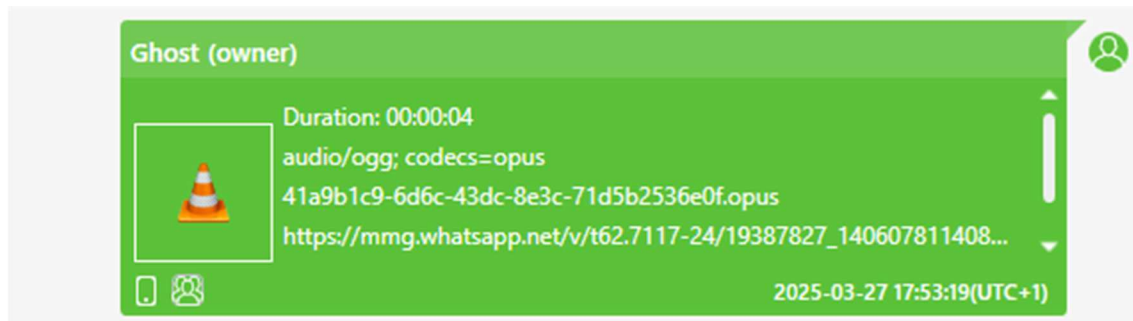 Ghost (owner)
Duration: 00:00:04
audio/ogg; codecs=opus
41a9b1c9-6d6c-43dc-8e3c-71d5b2536e0f.opus
https://mmg.whatsapp.net/v/t62.7117-24/19387827_140607811408...
2025-03-27 17:53:19(UTC+1)